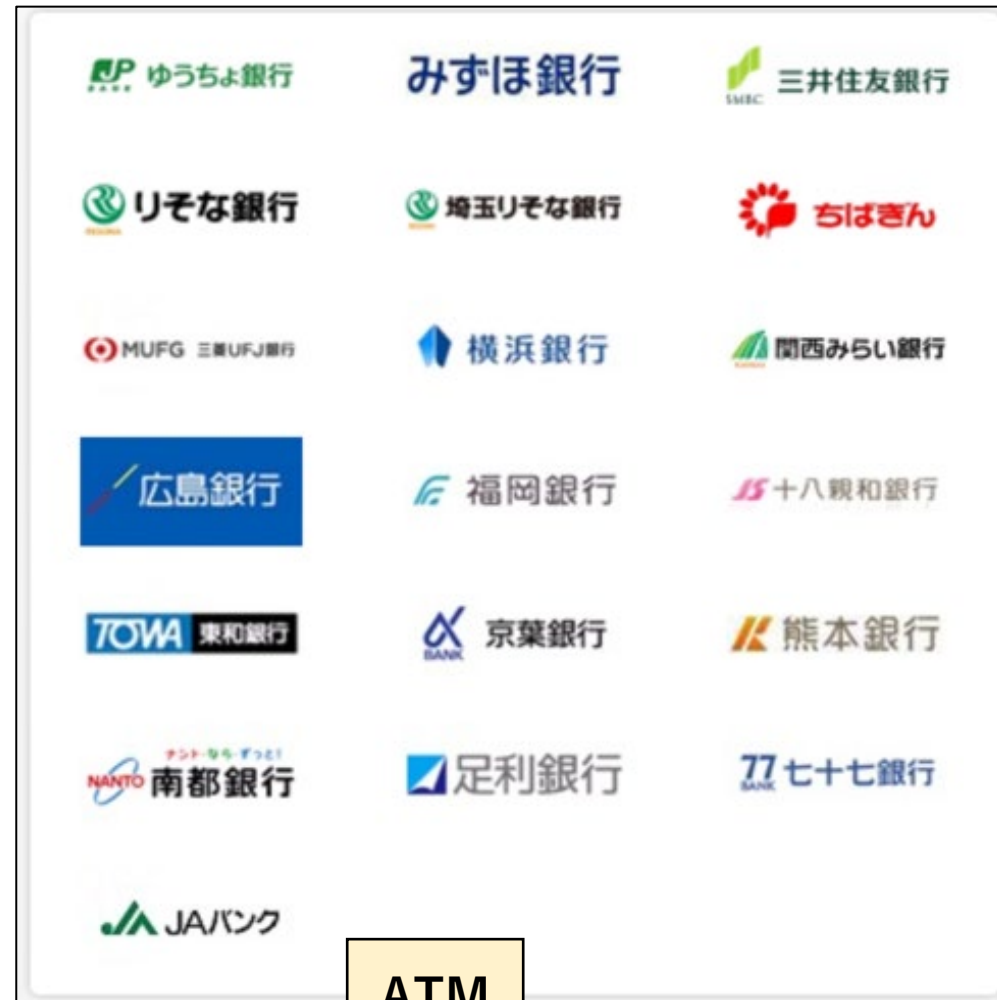 JP BANK ゆうちょ銀行
みずほ銀行
SMBC 三井住友銀行
RESONA りそな銀行
RESONA 埼玉りそな銀行
ちばぎん
MUFG 三菱UFJ銀行
横浜銀行
KANSAI 関西みらい銀行
広島銀行
福岡銀行
十八親和銀行
TOWA 東和銀行
α BANK 京葉銀行
熊本銀行
ナント・なら・ずっと!
NANTO 南都銀行
足利銀行
77 BANK 七十七銀行
JAバンク
ATM